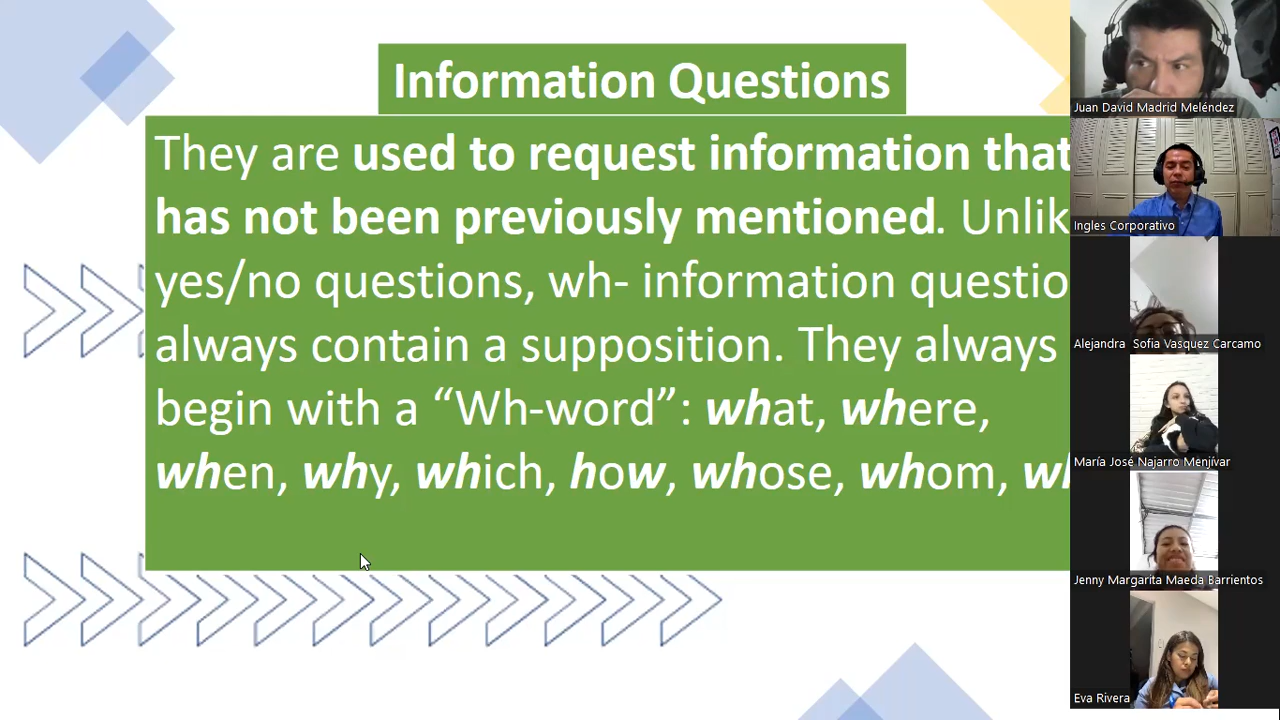 Information Questions
They are used to request information that
has not been previously mentioned. Unlik
yes/no questions, wh- information questio
always contain a supposition. They always
begin with a “Wh-word”: what, where,
when, why, which, how, whose, whom, wh
Juan David Madrid Meléndez
Ingles Corporativo
Alejandra Sofia Vasquez Carcamo
María José Najarro Menjívar
Jenny Margarita Maeda Barrientos
Eva Rivera